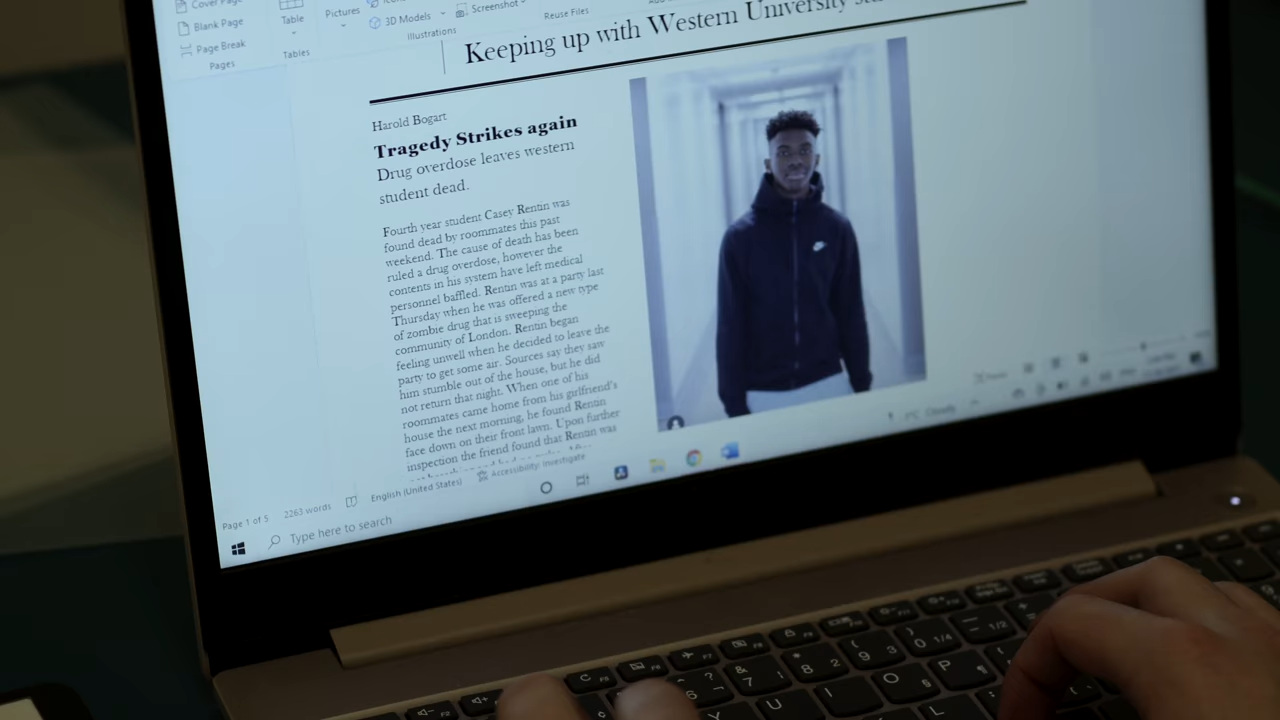 Cover Page
Blank Page
Page Break
Pages
Table
Tables
Pictures
3D Models
Illustrations
Screenshot
Reuse Files
Keeping up with Western University
Harold Bogart
Tragedy Strikes again
Drug overdose leaves western
student dead.
Fourth year student Casey Rentin was
found dead by roommates this past
weekend. The cause of death has been
ruled a drug overdose, however the
contents in his system have left medical
personnel baffled. Rentin was at a party last
Thursday when he was offered a new type
of zombie drug that is sweeping the
community of London. Rentin began
feeling unwell when he decided to leave the
party to get some air. Sources say they saw
him stumble out of the house, but he did
not return that night. When one of his
roommates came home from his girlfriend's
house the next morning, he found Rentin
face down on their front lawn. Upon further
inspection the friend found that Rentin was
Page 1 of 5
2263 words
English (United States)
Accessibility: Investigate
Type here to search
Cloudy